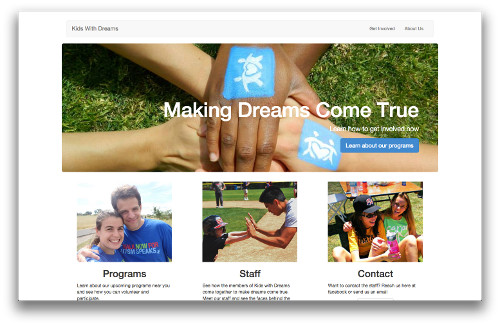 Kids With Dreams
Get Involved About Us
Making Dreams Come True
Learn how to get involved now
Learn about our programs
Programs
Learn about our upcoming programs near you
and see how you can volunteer and
participate
Staff
See how the members of Kids with Dreams
come together to make dreams come true.
Meet our staff and see the faces behind the
Contact
Want to contact the staff? Reach us here at
facebook or send us an email